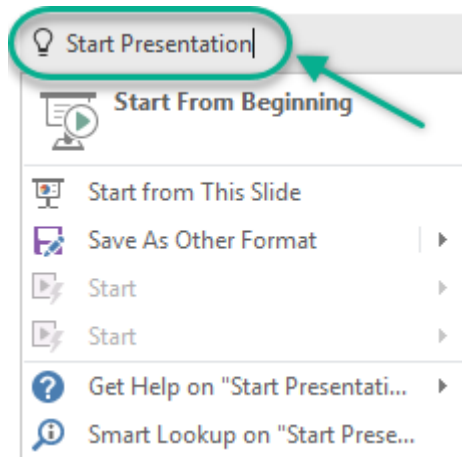 Start Presentation
Start From Beginning
Start from This Slide
Save As Other Format
Start
Start
Get Help on "Start Presentati...
Smart Lookup on "Start Prese...